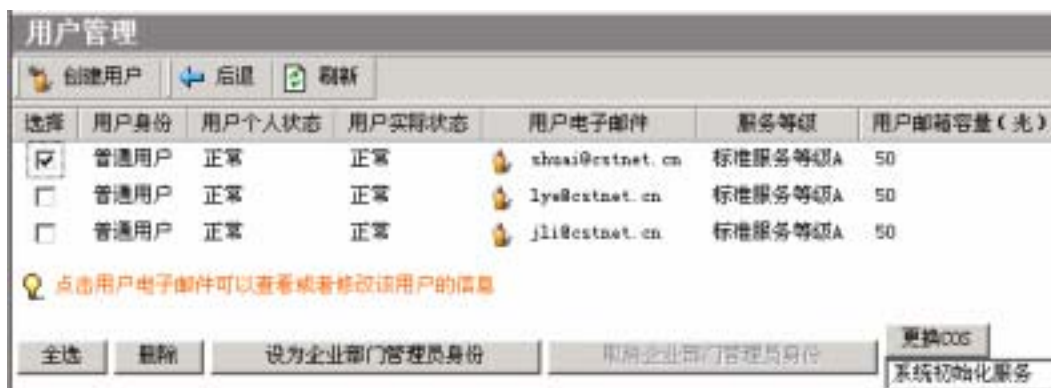 用户管理
创建用户 后退 刷新
选择 用户身份 用户个人状态 用户实际状态 用户电子邮件 服务等级 用户邮箱容量(兆)
普通用户 正常 正常 shuai@cstnet.cn 标准服务等级A 50
普通用户 正常 正常 lye@cstnet.cn 标准服务等级A 50
普通用户 正常 正常 jli@cstnet.cn 标准服务等级A 50
点击用户电子邮件可以查看或者修改该用户的信息
全选 删除 设为企业部门管理员身份 取消企业部门管理员身份 更换COS
系统初始化服务